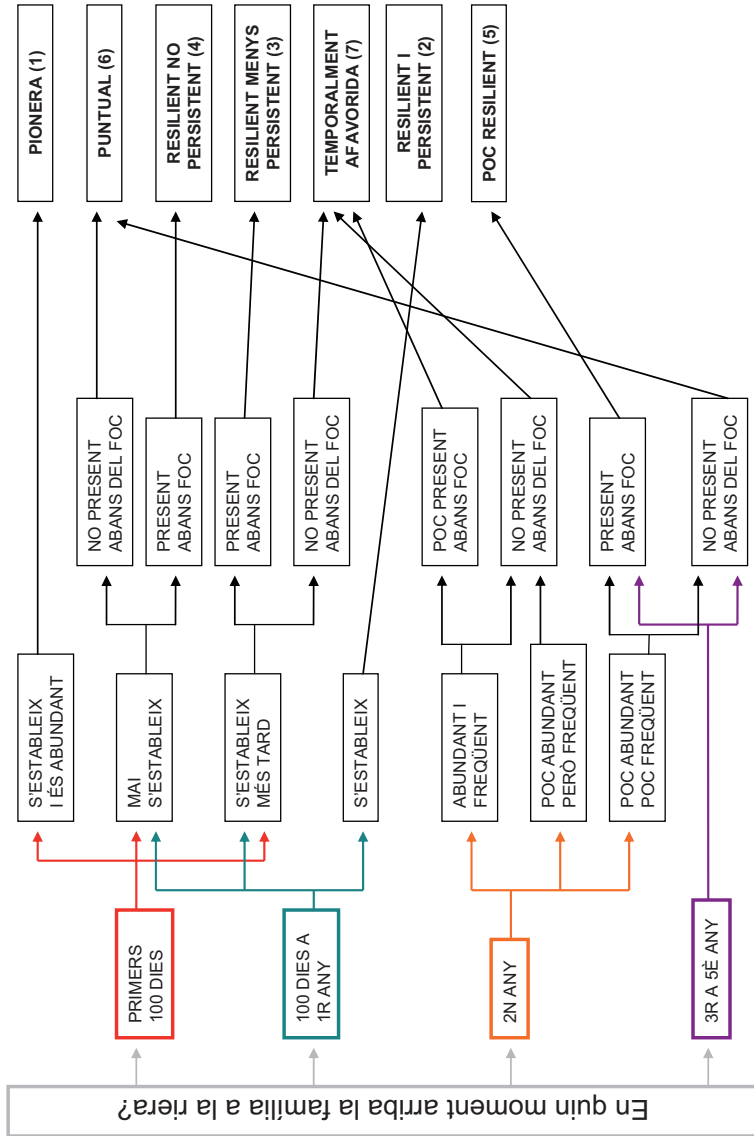 En quin moment arriba la família a la riera?
PRIMERS
100 DIES
100 DIES A
1R ANY
2N ANY
3R A 5È ANY
S'ESTABLEIX
I ÉS ABUNDANT
MAI
S'ESTABLEIX
S'ESTABLEIX
MÉS TARD
S'ESTABLEIX
ABUNDANT I
FREQÜENT
POC ABUNDANT
PERÒ FREQÜENT
POC ABUNDANT
POC FREQÜENT
NO PRESENT
ABANS DEL FOC
PRESENT
ABANS FOC
PRESENT
ABANS FOC
NO PRESENT
ABANS DEL FOC
POC PRESENT
ABANS FOC
NO PRESENT
ABANS DEL FOC
PRESENT
ABANS FOC
NO PRESENT
ABANS DEL FOC
PIONERA (1)
PUNTUAL (6)
RESILIENT NO
PERSISTENT (4)
RESILIENT MENYS
PERSISTENT (3)
TEMPORALMENT
AFAVORIDA (7)
RESILIENT I
PERSISTENT (2)
POC RESILIENT (5)